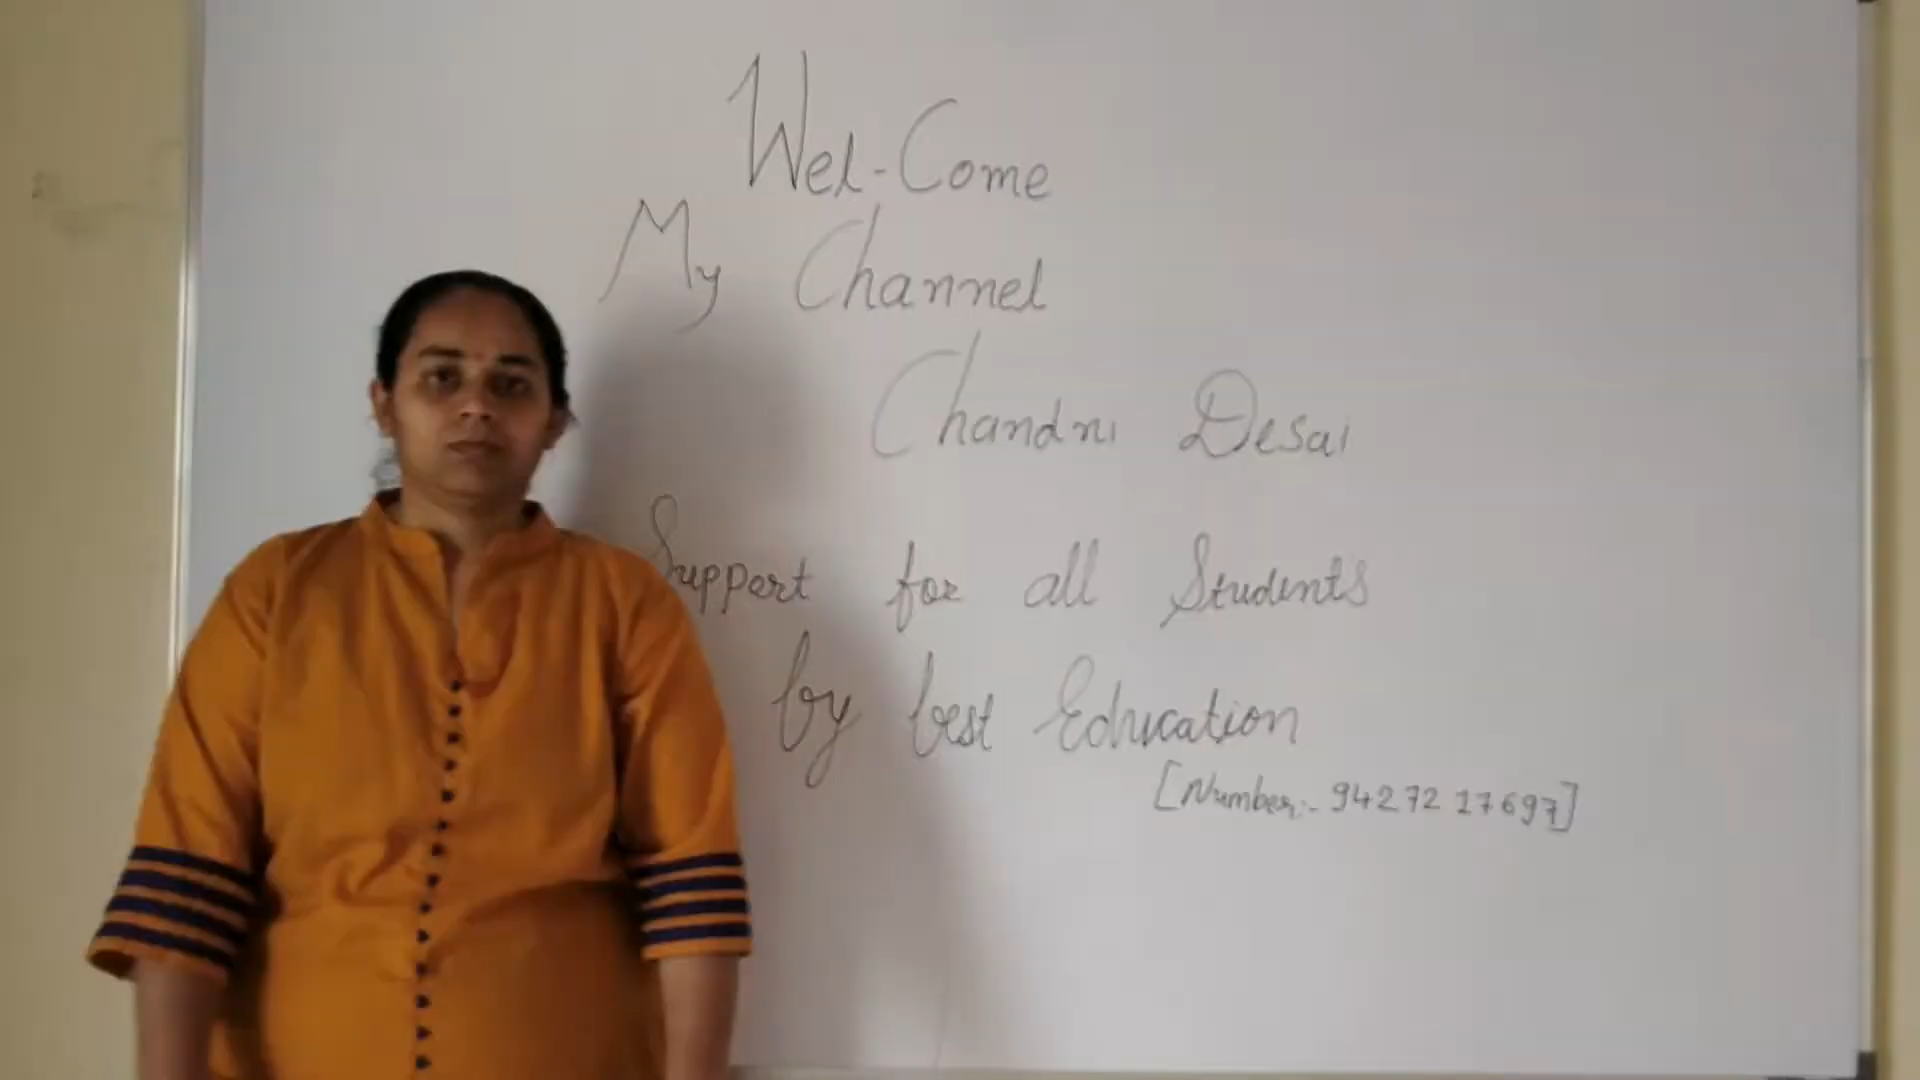 Wel-Come
My Channel
Chandni Desai
Support for all Students
by best Education
[Number:- 94272 17697]